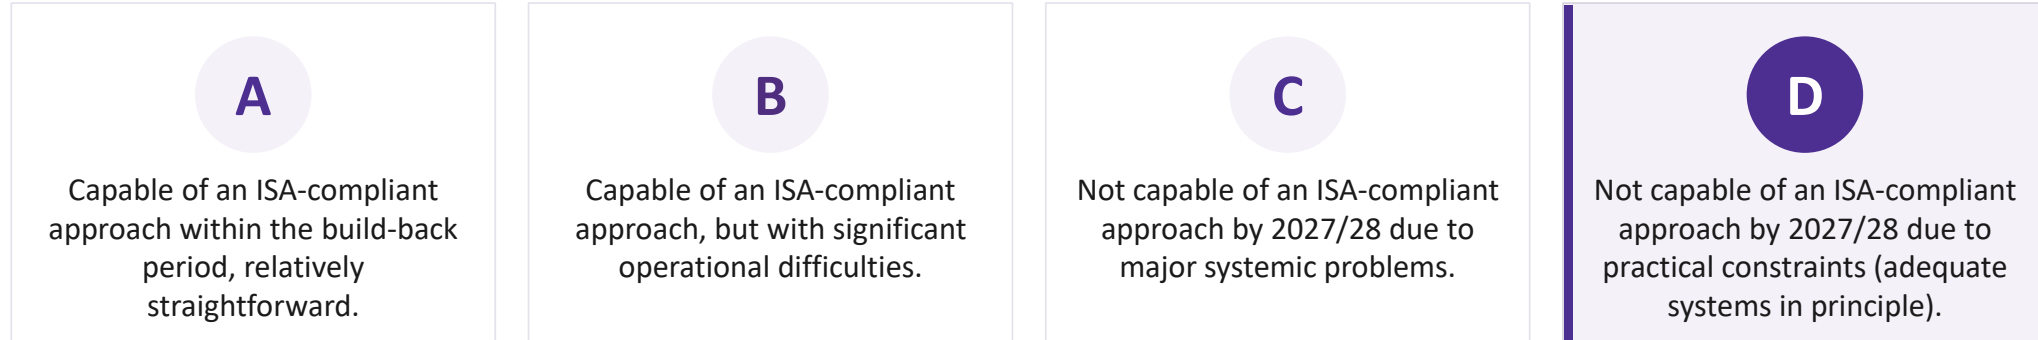 A
Capable of an ISA-compliant
approach within the build-back
period, relatively
straightforward.
B
Capable of an ISA-compliant
approach, but with significant
operational difficulties.
C
Not capable of an ISA-compliant
approach by 2027/28 due to
major systemic problems.
D
Not capable of an ISA-compliant
approach by 2027/28 due to
practical constraints (adequate
systems in principle).